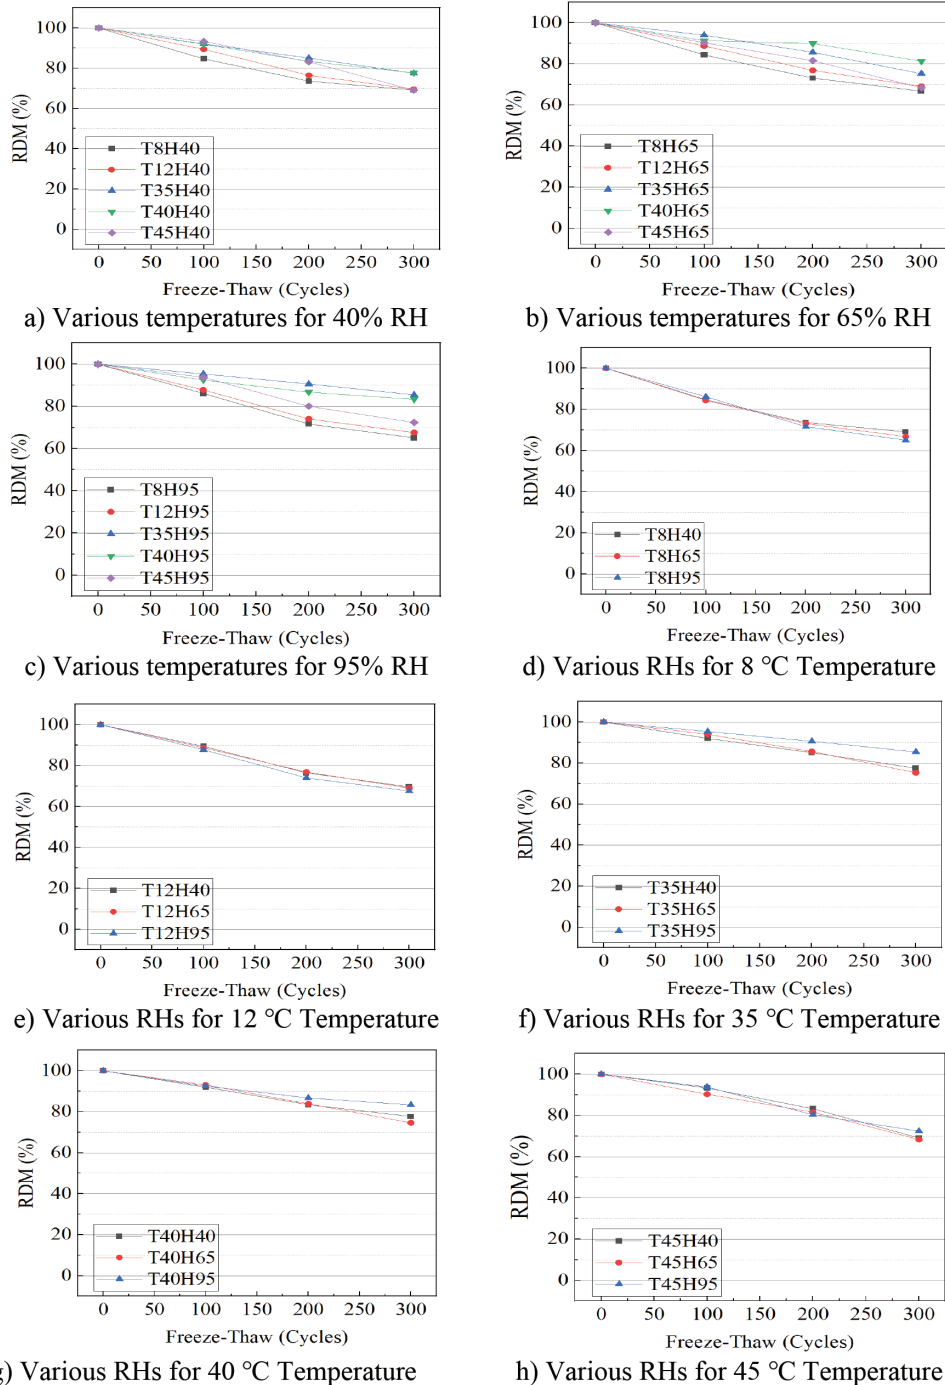 100
80
60
40
20
0
RDM (%)
T8H40
T12H40
T35H40
T40H40
T45H40
0 50 100 150 200 250 300
Freeze-Thaw (Cycles)
a) Various temperatures for 40% RH
100
80
60
40
20
0
RDM (%)
T8H65
T12H65
T35H65
T40H65
T45H65
0 50 100 150 200 250 300
Freeze-Thaw (Cycles)
b) Various temperatures for 65% RH
100
80
60
40
20
0
RDM (%)
T8H95
T12H95
T35H95
T40H95
T45H95
0 50 100 150 200 250 300
Freeze-Thaw (Cycles)
c) Various temperatures for 95% RH
100
80
60
40
20
0
RDM (%)
T8H40
T8H65
T8H95
0 50 100 150 200 250 300
Freeze-Thaw (Cycles)
d) Various RHs for 8 °C Temperature
100
80
60
40
20
0
RDM (%)
T12H40
T12H65
T12H95
0 50 100 150 200 250 300
Freeze-Thaw (Cycles)
e) Various RHs for 12 °C Temperature
100
80
60
40
20
0
RDM (%)
T35H40
T35H65
T35H95
0 50 100 150 200 250 300
Freeze-Thaw (Cycles)
f) Various RHs for 35 °C Temperature
100
80
60
40
20
0
RDM (%)
T40H40
T40H65
T40H95
0 50 100 150 200 250 300
Freeze-Thaw (Cycles)
g) Various RHs for 40 °C Temperature
100
80
60
40
20
0
RDM (%)
T45H40
T45H65
T45H95
0 50 100 150 200 250 300
Freeze-Thaw (Cycles)
h) Various RHs for 45 °C Temperature